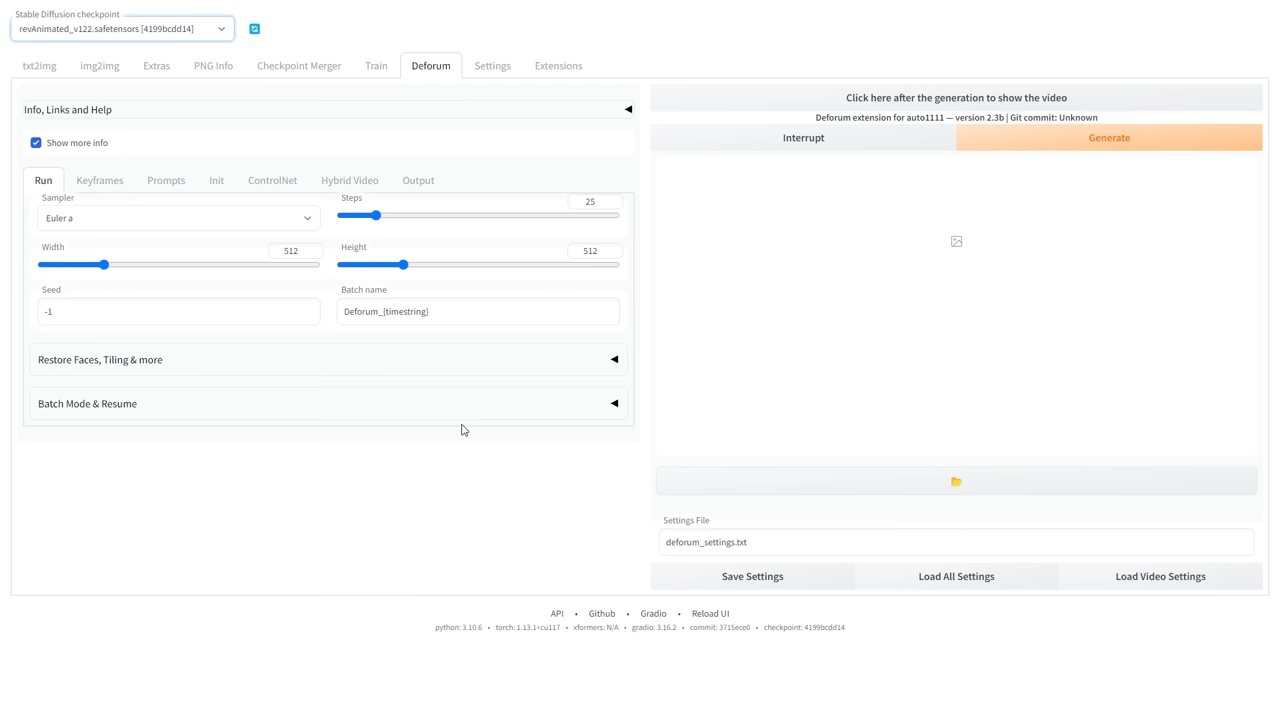 Stable Diffusion checkpoint
revAnimated_v122.safetensors [4199bcdd14]
txt2img img2img Extras PNG Info Checkpoint Merger Train Deforum Settings Extensions
Info, Links and Help
Show more info
Run Keyframes Prompts Init ControlNet Hybrid Video Output
Sampler
Euler a
Steps
25
Width
512
Height
512
Seed
-1
Batch name
Deforum_{timestring}
Restore Faces, Tiling & more
Batch Mode & Resume
Click here after the generation to show the video
Deforum extension for auto1111 — version 2.3b | Git commit: Unknown
Interrupt
Generate
Settings File
deforum_settings.txt
Save Settings
Load All Settings
Load Video Settings
API • Github • Gradio • Reload UI
python: 3.10.6 • torch: 1.13.1+cu117 • xformers: N/A • gradio: 3.16.2 • commit: 3715ece0 • checkpoint: 4199bcdd14